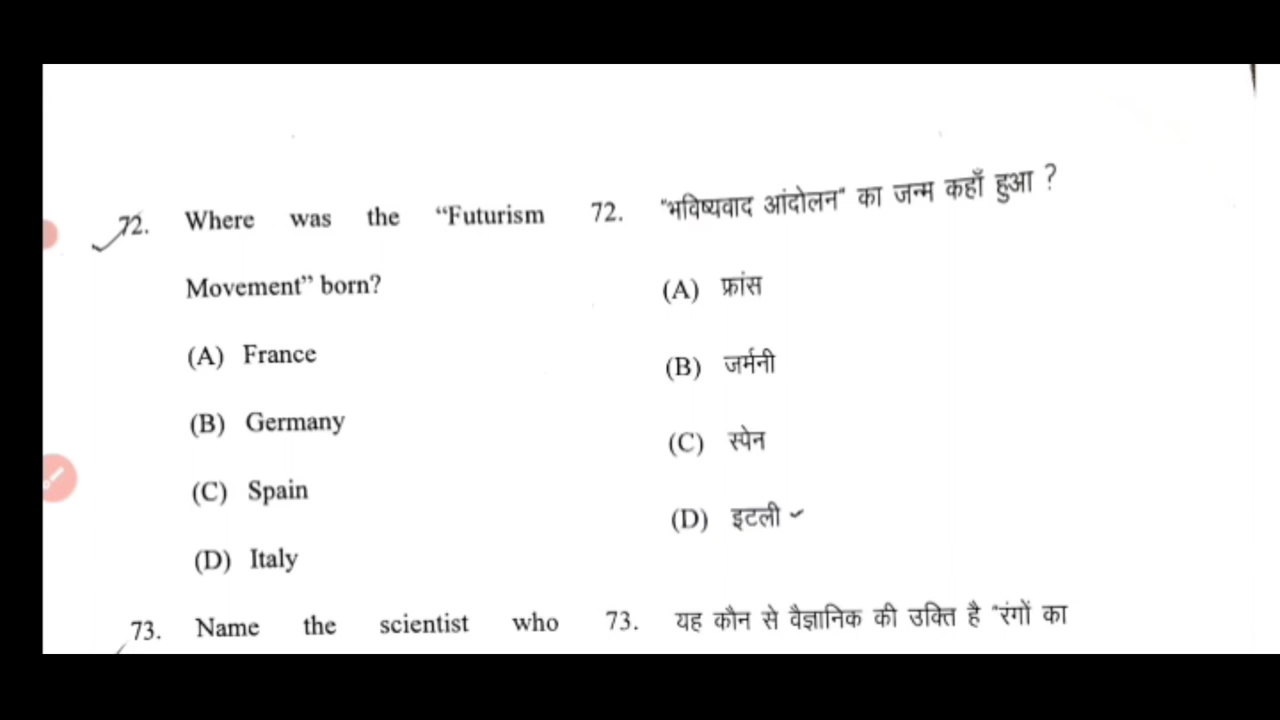 72. Where was the “Futurism
Movement” born?
(A) France
(B) Germany
(C) Spain
(D) Italy
73. Name the scientist who
72. "भविष्यवाद आंदोलन" का जन्म कहाँ हुआ ?
(A) फ्रांस
(B) जर्मनी
(C) स्पेन
(D) इटली
73. यह कौन से वैज्ञानिक की उक्ति है "रंगों का